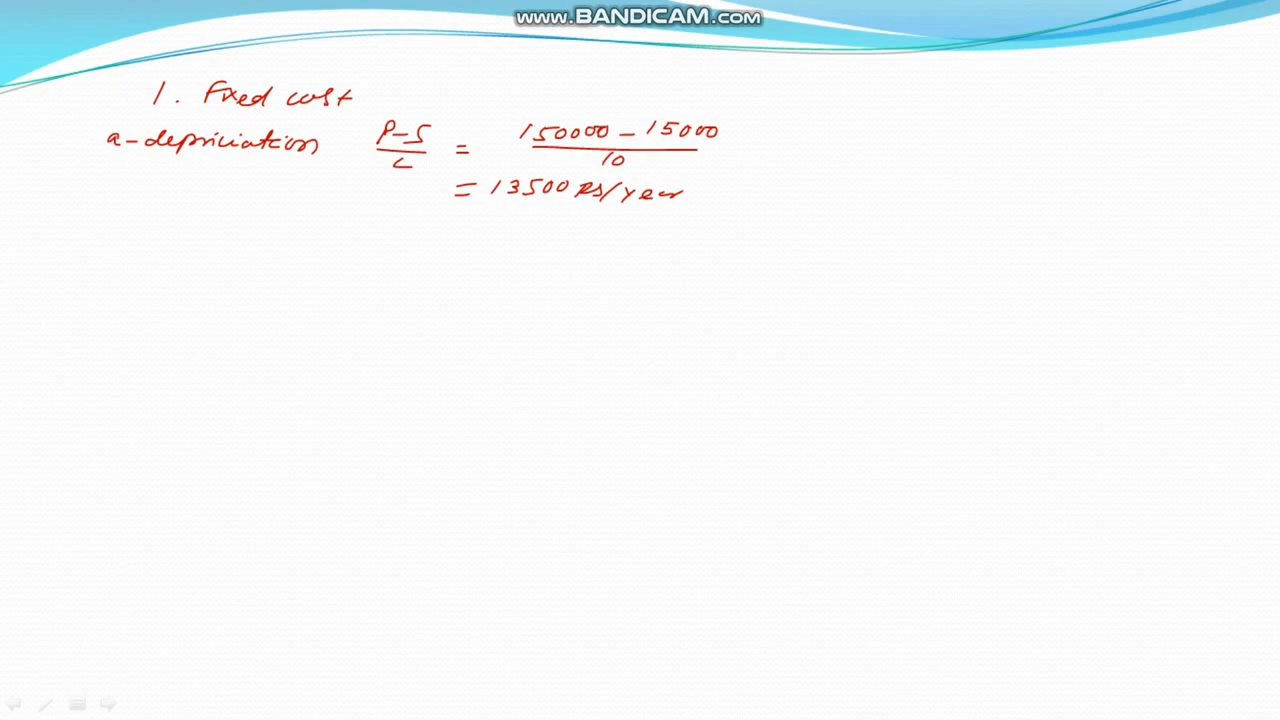 www.BANDICAM.com
1. Fixed cost
a-depriciation P-S/L = 150000-15000/10
= 13500 Rs/year